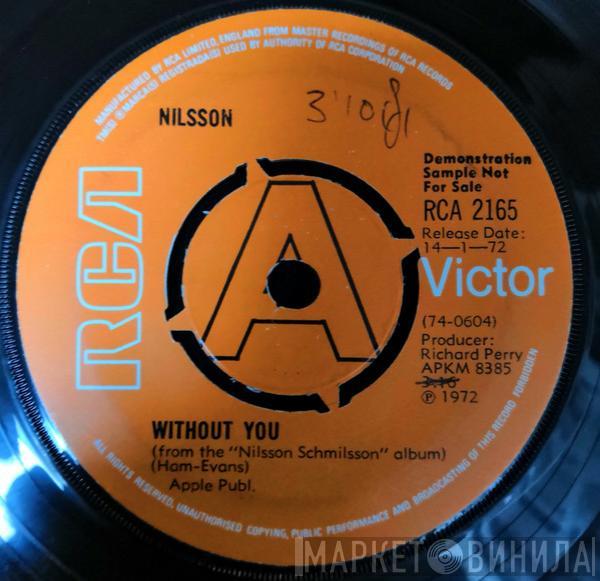 MANUFACTURED BY RCA LIMITED, ENGLAND FROM MASTER RECORDINGS OF RCA RECORDS
TM(S) ® MARCA(S) REGISTRADA(S) USED BY AUTHORITY OF RCA CORPORATION
NILSSON
3'10
Demonstration
Sample Not
For Sale
RCA 2165
Release Date:
14—1—72
RCA
A
Victor
(74-0604)
Producer:
Richard Perry
APKM 8385
3.16
℗ 1972
WITHOUT YOU
(from the "Nilsson Schmilsson" album)
(Ham-Evans)
Apple Publ.
ALL RIGHTS RESERVED, UNAUTHORISED COPYING, PUBLIC PERFORMANCE AND BROADCASTING OF THIS RECORD FORBIDDEN
МАРКЕТ ВИНИЛА